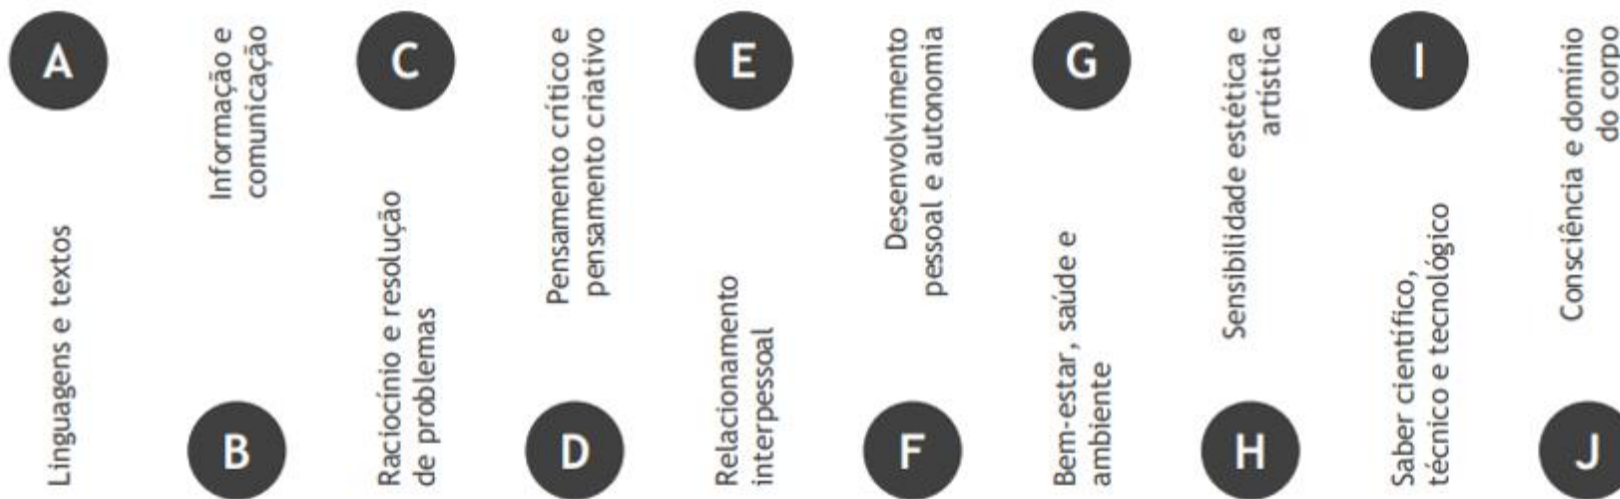 A
Linguagens e textos
Informação e
comunicação
B
C
Raciocínio e resolução
de problemas
Pensamento crítico e
pensamento criativo
D
E
Relacionamento
interpessoal
Desenvolvimento
pessoal e autonomia
F
G
Bem-estar, saúde e
ambiente
Sensibilidade estética e
artística
H
I
Saber científico,
técnico e tecnológico
Consciência e domínio
do corpo
J